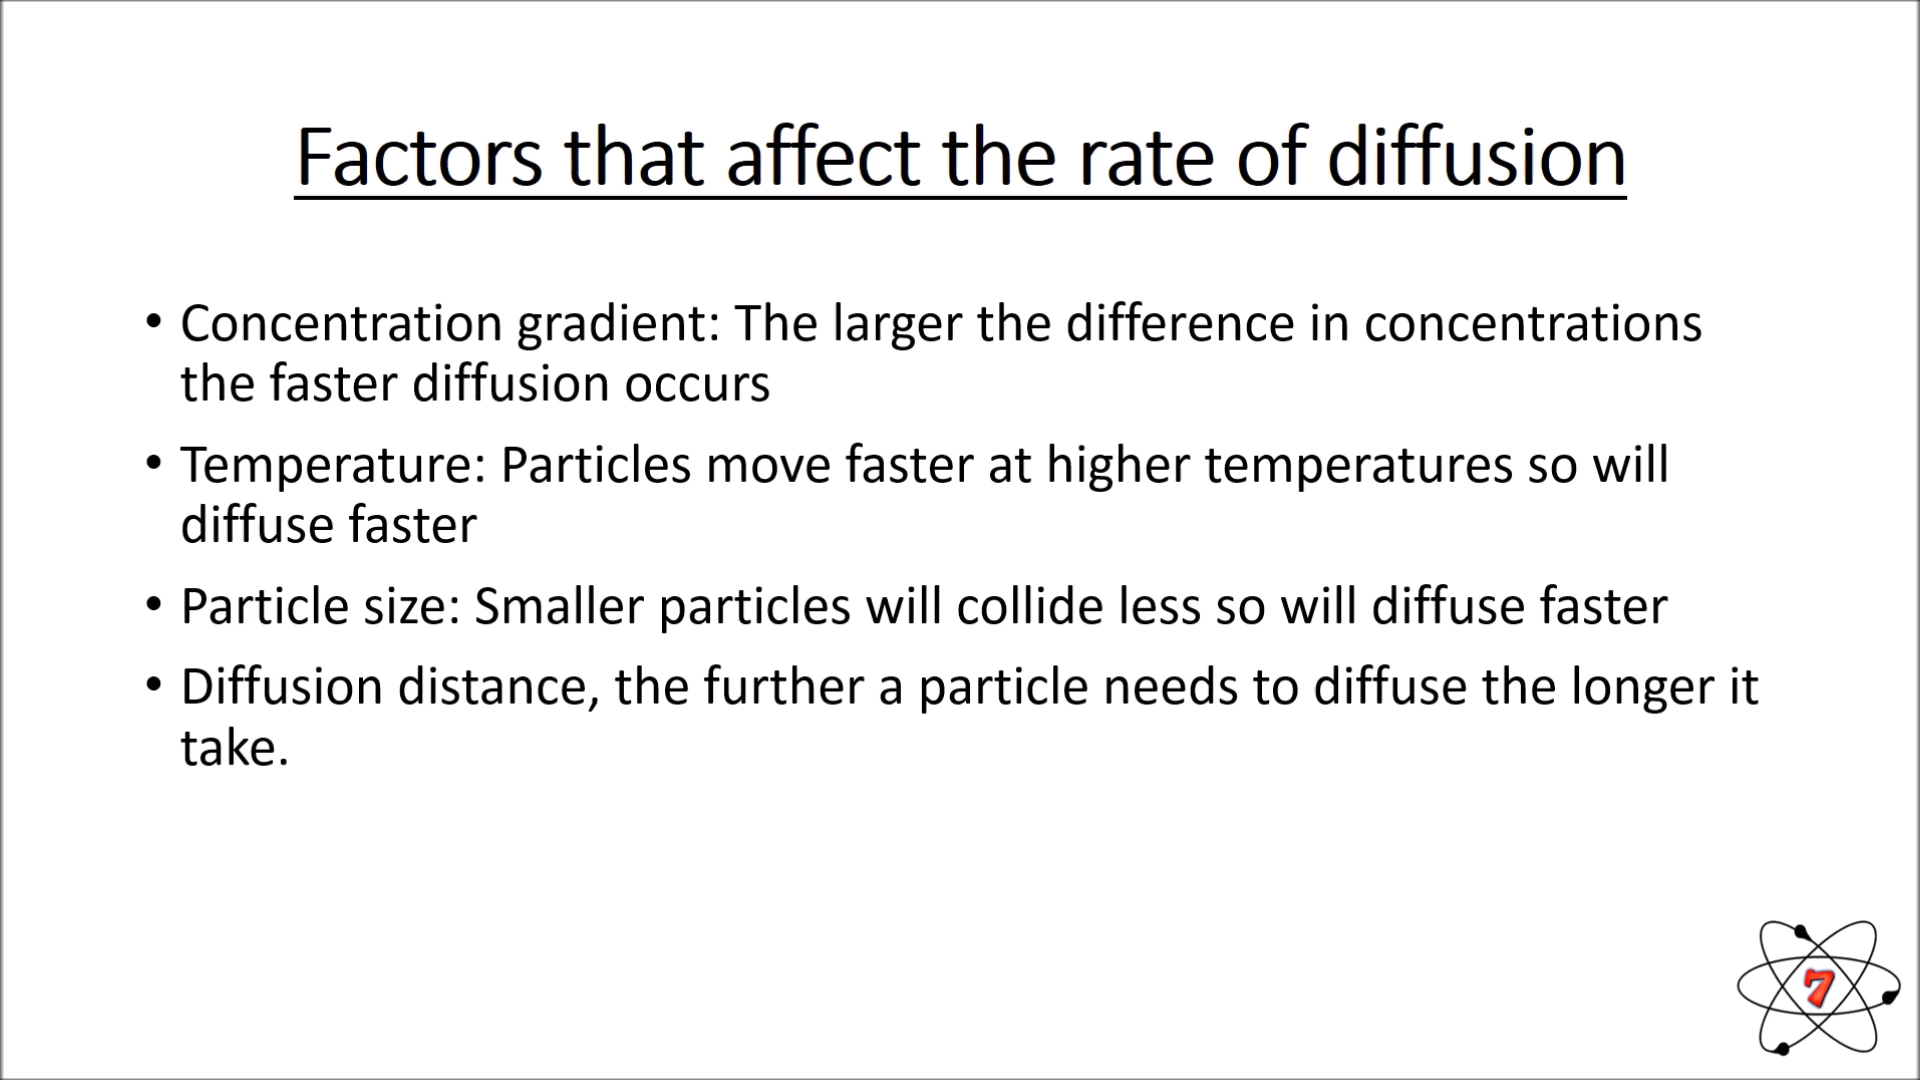 Factors that affect the rate of diffusion
• Concentration gradient: The larger the difference in concentrations
the faster diffusion occurs
• Temperature: Particles move faster at higher temperatures so will
diffuse faster
• Particle size: Smaller particles will collide less so will diffuse faster
• Diffusion distance, the further a particle needs to diffuse the longer it
take.
7